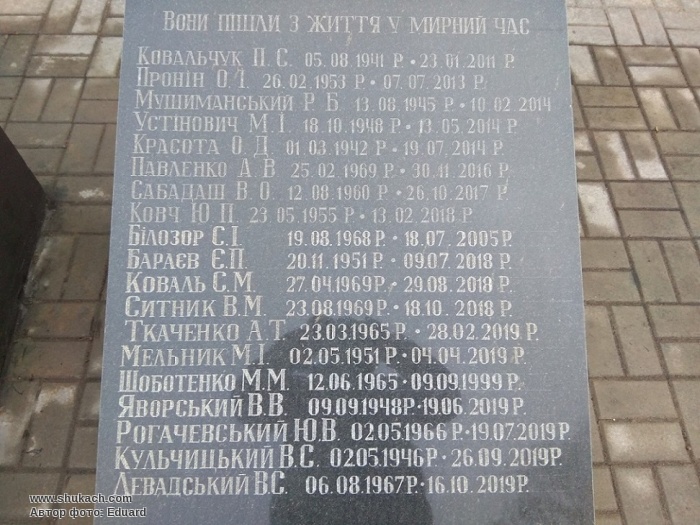 Вони пішли з життя у мирний час
Ковальчук П. С. 05.08 1941 р. • 23.01.2011 р.
Пронін О. І. 26.02.1953 р. • 07.07.2013 р.
Мушиманський Р. Б. 13.08.1945 р. • 10.02.2014
Устінович М. І. 18.10.1948 р. • 13.05.2014 р.
Красота О. Д. 01.03.1942 р. • 19.07.2014 р.
Павленко А. В. 25.02.1969 р. • 30.11.2016 р.
Сабадаш В. О. 12.08.1960 р. • 26.10.2017 р.
Ковч Ю. П. 23.05.1955 р. • 13.02.2018 р.
Білозор Є.І. 19.08.1968 р. • 18.07.2005 р.
Бараєв Є.П. 20.11.1951 р. • 09.07.2018 р.
Коваль Є.М. 27.04.1969 р. • 29.08.2018 р.
Ситник В.М. 23.08.1969 р. • 18.10.2018 р.
Ткаченко А.Т. 23.03.1965 р. • 28.02.2019 р.
Мельник М.І. 02.05.1951 р. • 04.04.2019 р.
Шоботенко М.М. 12.06.1965 • 09.09.1999 р.
Яворський В.В. 09.09.1948р. • 19.06.2019 р.
Рогачевський Ю.В. 02.05.1966 р. • 19.07.2019 р.
Кульчицький В.С. 02.05.1946р. • 26.09.2019 р.
Левадський В.С. 06.08.1967р. • 16.10.2019р.
www.shukach.com
Автор фото: Eduard